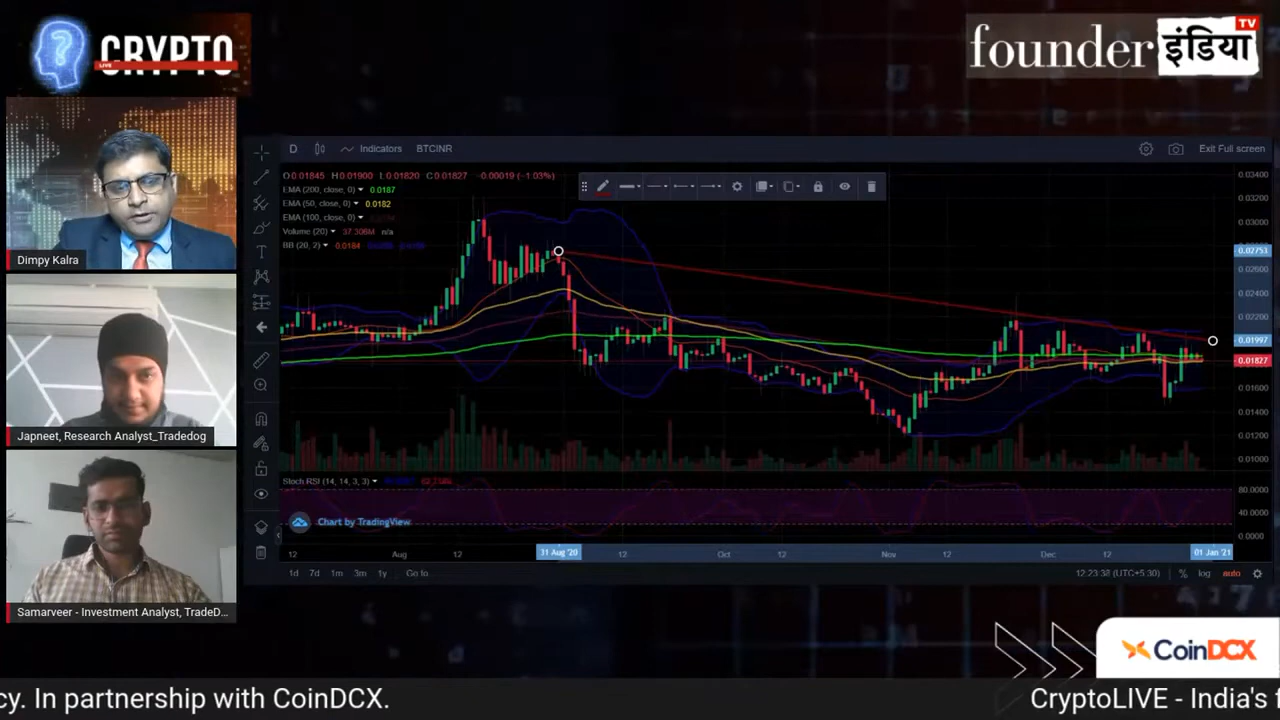 CRYPTO
LIVE
founder इंडिया TV
Dimpy Kalra
Japneet, Research Analyst_Tradedog
Samarveer - Investment Analyst, TradeD...
D Indicators BTCINR Exit Full screen
O0.01845 H0.01900 L0.01820 C0.01827 -0.00019 (-1.03%)
EMA (200, close, 0) 0.0187
EMA (50, close, 0) 0.0182
EMA (100, close, 0)
Volume (20) 37.306M n/a
BB (20, 2) 0.0184
0.03400
0.03200
0.03000
0.02753
0.02600
0.02400
0.02200
0.01997
0.01827
0.01600
0.01400
0.01200
0.01000
Stoch RSI (14, 14, 3, 3)
80.0000
40.0000
0.0000
Chart by TradingView
12 Aug 12 31 Aug '20 12 Oct 12 Nov 12 Dec 12 01 Jan '21
1d 7d 1m 3m 1y Go to 12:23:38 (UTC+5:30) % log auto
CoinDCX
cy. In partnership with CoinDCX. CryptoLIVE - India's f